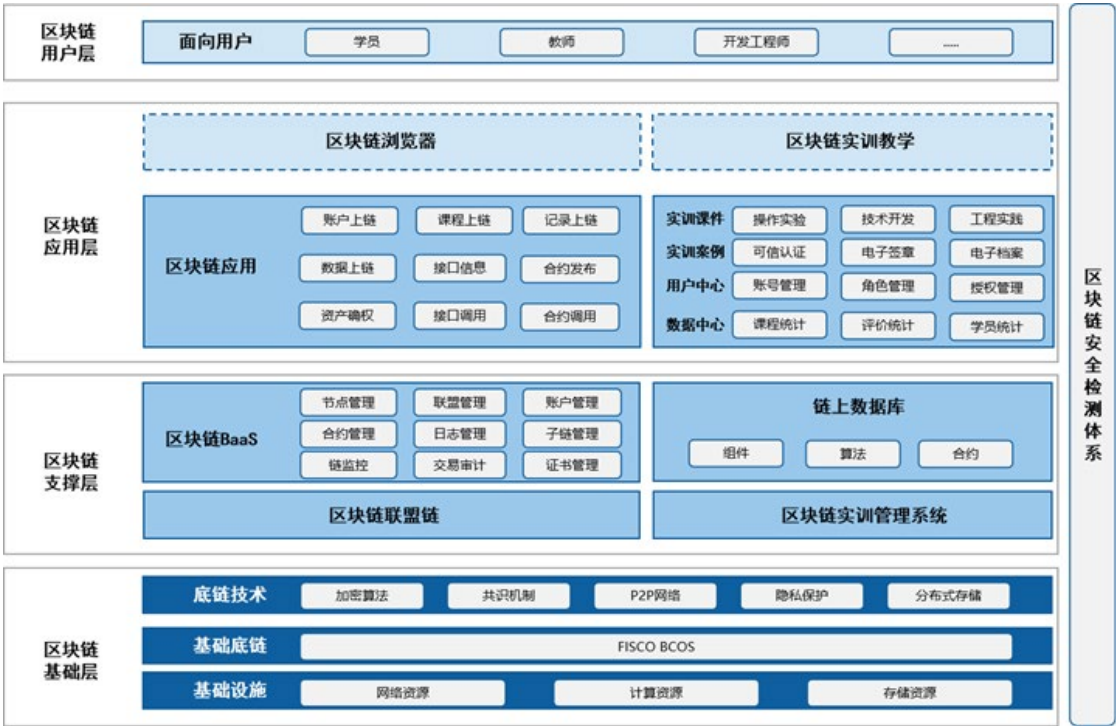 区块链
用户层
面向用户 学员 教师 开发工程师 ......
区块链浏览器 区块链实训教学
区块链
应用层
区块链应用
账户上链 课程上链 记录上链
数据上链 接口信息 合约发布
资产确权 接口调用 合约调用
实训课件 操作实验 技术开发 工程实践
实训案例 可信认证 电子签章 电子档案
用户中心 账号管理 角色管理 授权管理
数据中心 课程统计 评价统计 学员统计
区块链
支撑层
区块链BaaS
节点管理 联盟管理 账户管理
合约管理 日志管理 子链管理
链监控 交易审计 证书管理
链上数据库
组件 算法 合约
区块链联盟链 区块链实训管理系统
区块链
基础层
底链技术 加密算法 共识机制 P2P网络 隐私保护 分布式存储
基础底链 FISCO BCOS
基础设施 网络资源 计算资源 存储资源
区块链安全检测体系